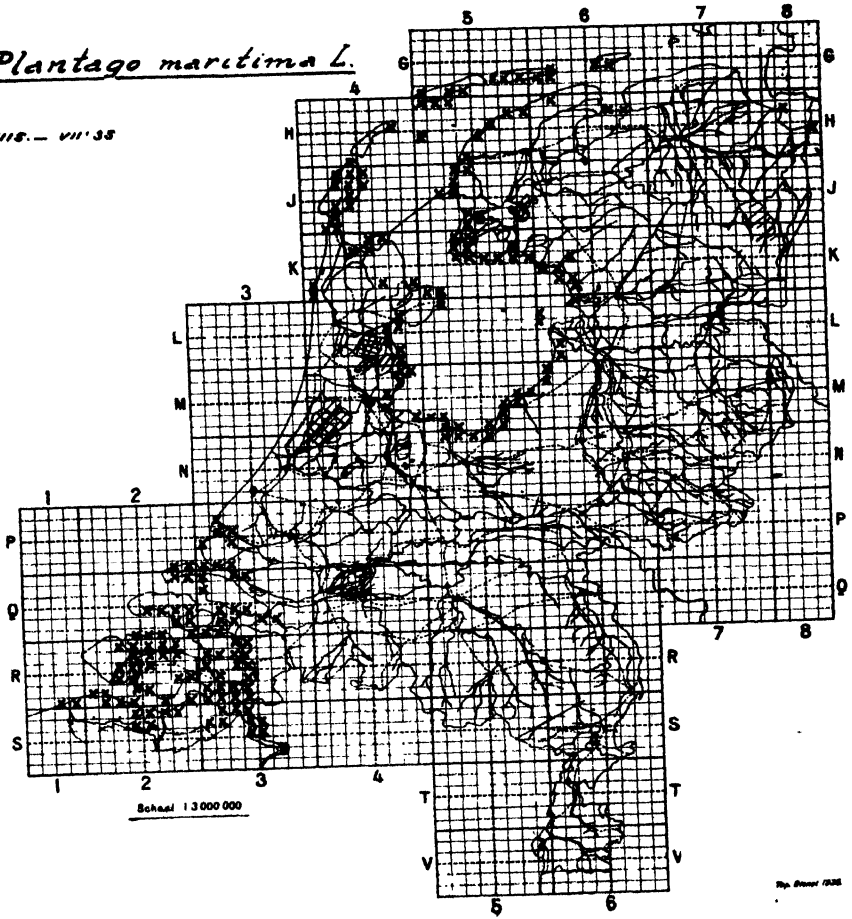 5 6 7 8
Plantago maritima L.
G G
4
H H
J J
K K
3
L L
M M
N N
1 2
P P
Q Q
7 8
R R
S S
1 2 3 4
Schaal 1 3 000 000
T T
V V
5 6